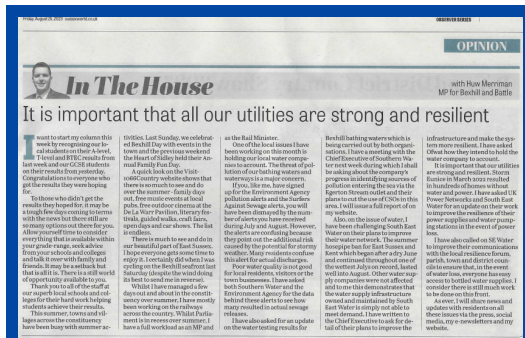 Friday, August 25, 2023 sussexworld.co.uk
OBSERVER SERIES
OPINION
In The House
with Huw Merriman
MP for Bexhill and Battle
It is important that all our utilities are strong and resilient
I want to start my column this
week by recognising our lo-
cal students on their A-level,
T-level and BTEC results from
last week and our GCSE students
on their results from yesterday.
Congratulations to everyone who
got the results they were hoping
for.
To those who didn't get the
results they hoped for, it may be
a tough few days coming to terms
with the news but there still are
so many options out there for you.
Allow yourself time to consider
everything that is available within
your grade-range, seek advice
from your schools and colleges
and talk it over with family and
friends. It may be a setback but
that is all it is. There is a still world
of opportunity available to you.
Thank you to all of the staff at
our superb local schools and col-
leges for their hard work helping
students achieve their results.
This summer, towns and vil-
lages across the constituency
have been busy with summer ac-
tivities. Last Sunday, we celebrat-
ed Bexhill Day with events in the
town and the previous weekend
the Heart of Sidley held their An-
nual Family Fun Day.
A quick look on the Visit-
1066Country website shows that
there is so much to see and do
over the summer - family days
out, free music events at local
pubs, free outdoor cinema at the
De La Warr Pavilion, literary fes-
tivals, guided walks, craft fairs,
open days and car shows. The list
is endless.
There is much to see and do in
our beautiful part of East Sussex.
I hope everyone gets some time to
enjoy it. I certainly did when I was
cycling on the Bexhill seafront last
Saturday (despite the wind doing
its best to send me in reverse).
Whilst I have managed a few
days out and about in the constit-
uency over summer, I have mostly
been working on the railways
across the country. Whilst Parlia-
ment is in recess over summer, I
have a full workload as an MP and
as the Rail Minister.
One of the local issues I have
been working on this month is
holding our local water compa-
nies to account. The threat of pol-
lution of our bathing waters and
waterways is a major concern.
If you, like me, have signed
up for the Environment Agency
pollution alerts and the Surfers
Against Sewage alerts, you will
have been dismayed by the num-
ber of alerts you have received
during July and August. However,
the alerts are confusing because
they point out the additional risk
caused by the potential for stormy
weather. Many residents confuse
this alert for actual discharges.
Poor water quality is not good
for local residents, visitors or the
town businesses. I have asked
both Southern Water and the
Environment Agency for the data
behind these alerts to see how
many resulted in actual sewage
releases.
I have also asked for an update
on the water testing results for
Bexhill bathing waters which is
being carried out by both organi-
sations. I have a meeting with the
Chief Executive of Southern Wa-
ter next week during which I shall
be asking about the company's
progress in identifying sources of
pollution entering the sea via the
Egerton Stream outlet and their
plans to cut the use of CSOs in this
area. I will issue a full report of on
my website.
Also, on the issue of water, I
have been challenging South East
Water on their plans to improve
their water network. The summer
hosepipe ban for East Sussex and
Kent which began after a dry June
and continued throughout one of
the wettest Julys on record, lasted
well into August. Other water sup-
ply companies were not affected
and to me this demonstrates that
the water supply infrastructure
owned and maintained by South
East Water is simply not able to
meet demand. I have written to
the Chief Executive to ask for de-
tail of their plans to improve the
infrastructure and make the sys-
tem more resilient. I have asked
Ofwat how they intend to hold the
water company to account.
It is important that our utilities
are strong and resilient. Storm
Eunice in March 2022 resulted
in hundreds of homes without
water and power. I have asked UK
Power Networks and South East
Water for an update on their work
to improve the resilience of their
power supplies and water pump-
ing stations in the event of power
loss.
I have also called on SE Water
to improve their communications
with the local resilience forum,
parish, town and district coun-
cils to ensure that, in the event
of water loss, everyone has easy
access to bottled water supplies. I
consider there is still much work
to be done on this front.
As ever, I will share news and
updates with residents on all
these issues via the press, social
media, my e-newsletters and my
website.